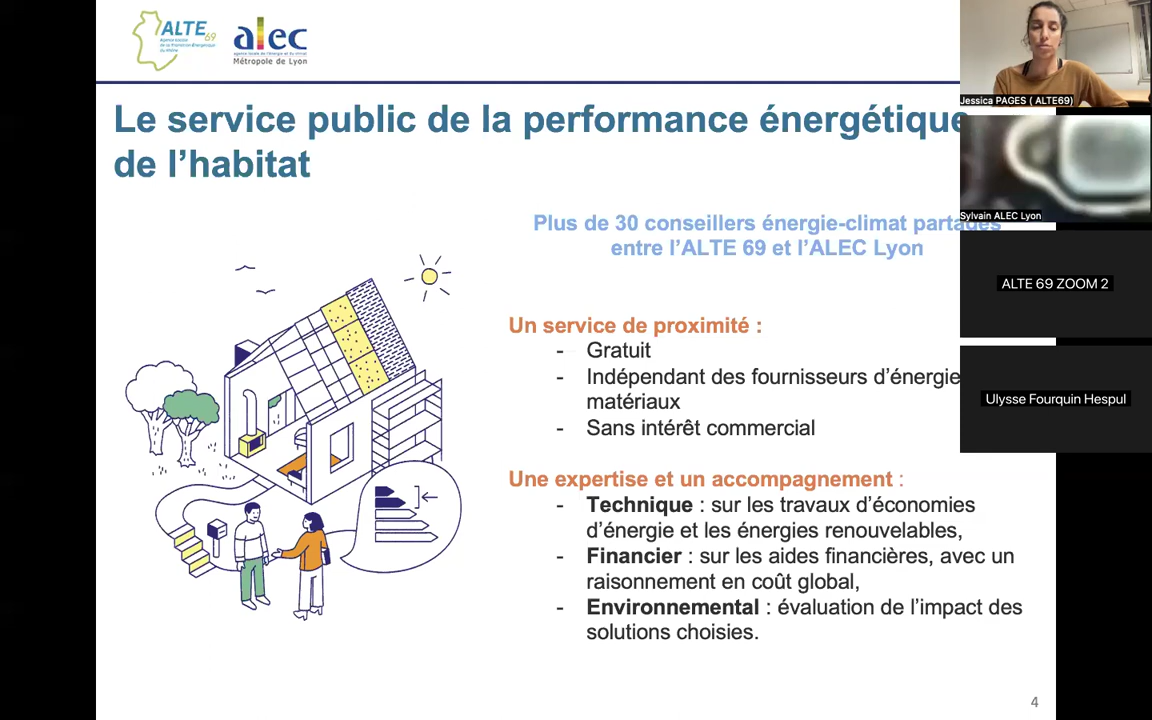 ALTE 69
alec
Métropole de Lyon
Le service public de la performance énergétique
de l’habitat
Plus de 30 conseillers énergie-climat partagés
entre l’ALTE 69 et l’ALEC Lyon
Un service de proximité :
- Gratuit
- Indépendant des fournisseurs d’énergie
matériaux
- Sans intérêt commercial
Une expertise et un accompagnement :
- Technique : sur les travaux d’économies
d’énergie et les énergies renouvelables,
- Financier : sur les aides financières, avec un
raisonnement en coût global,
- Environnemental : évaluation de l’impact des
solutions choisies.
4
Jessica PAGES ( ALTE69)
Sylvain ALEC Lyon
ALTE 69 ZOOM 2
Ulysse Fourquin Hespul